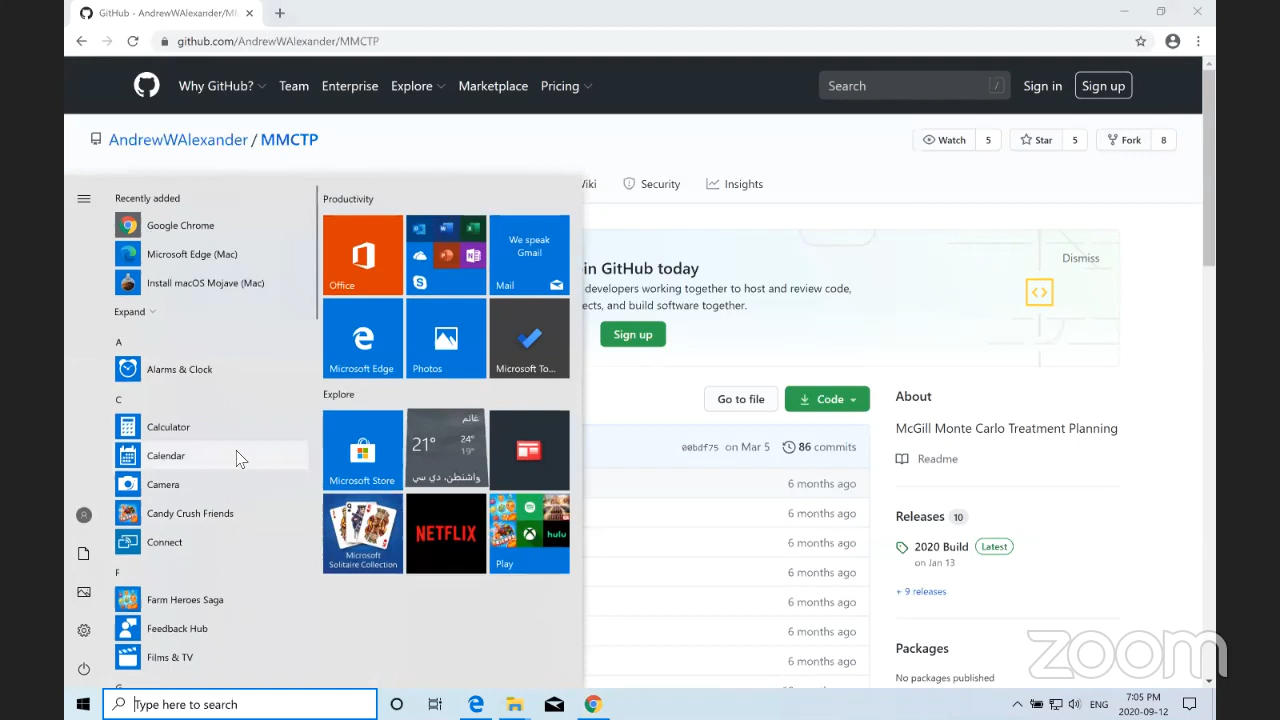 GitHub - AndrewWAlexander/M
github.com/AndrewWAlexander/MMCTP
Why GitHub? Team Enterprise Explore Marketplace Pricing
Search /
Sign in
Sign up
AndrewWAlexander / MMCTP
Watch 5
Star 5
Fork 8
Wiki Security Insights
Recently added
Google Chrome
Microsoft Edge (Mac)
Install macOS Mojave (Mac)
Expand
A
Alarms & Clock
C
Calculator
Calendar
Camera
Candy Crush Friends
Connect
F
Farm Heroes Saga
Feedback Hub
Films & TV
Productivity
Office
We speak
Gmail
Mail
Microsoft Edge
Photos
Microsoft To...
Explore
Microsoft Store
غائم
21°
24°
19°
واشنطن، دي سي
Microsoft
Solitaire Collection
NETFLIX
hulu
Play
in GitHub today
Dismiss
developers working together to host and review code,
ects, and build software together.
Sign up
Go to file
Code
00bdf75 on Mar 5
86 commits
6 months ago
6 months ago
6 months ago
6 months ago
6 months ago
6 months ago
6 months ago
About
McGill Monte Carlo Treatment Planning
Readme
Releases 10
2020 Build Latest
on Jan 13
+ 9 releases
Packages
No packages published
zoom
Type here to search
ENG
7:05 PM
2020-09-12